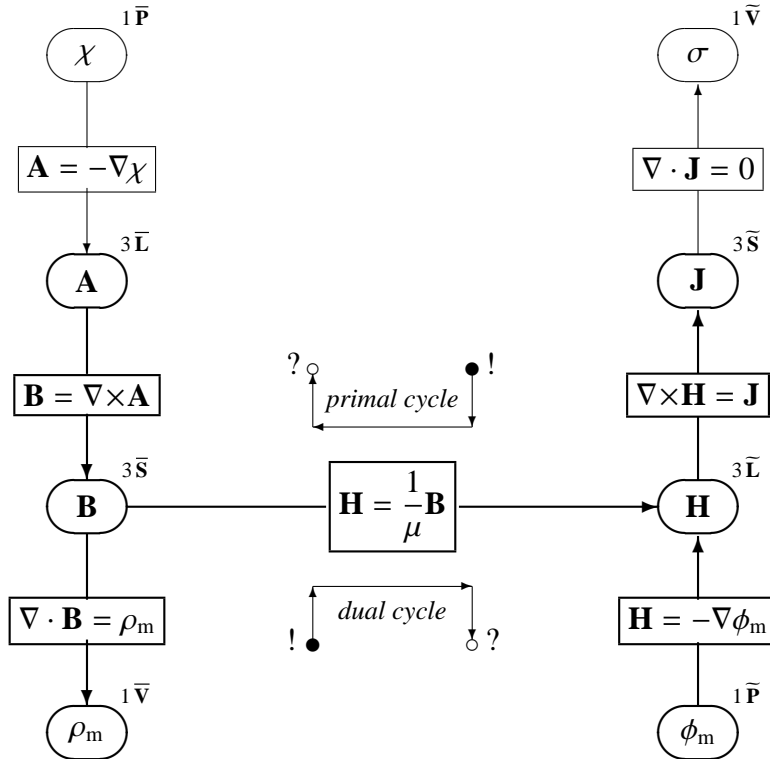 1 P̅ 1 Ṽ
χ σ
A = −∇χ ∇ · J = 0
3 L̅ 3 S̃
A J
? !
primal cycle
B = ∇×A ∇×H = J
3 S̅ 3 L̃
B H = 1/μ B H
dual cycle
! ?
∇ · B = ρm H = −∇ϕm
1 V̅ 1 P̃
ρm ϕm